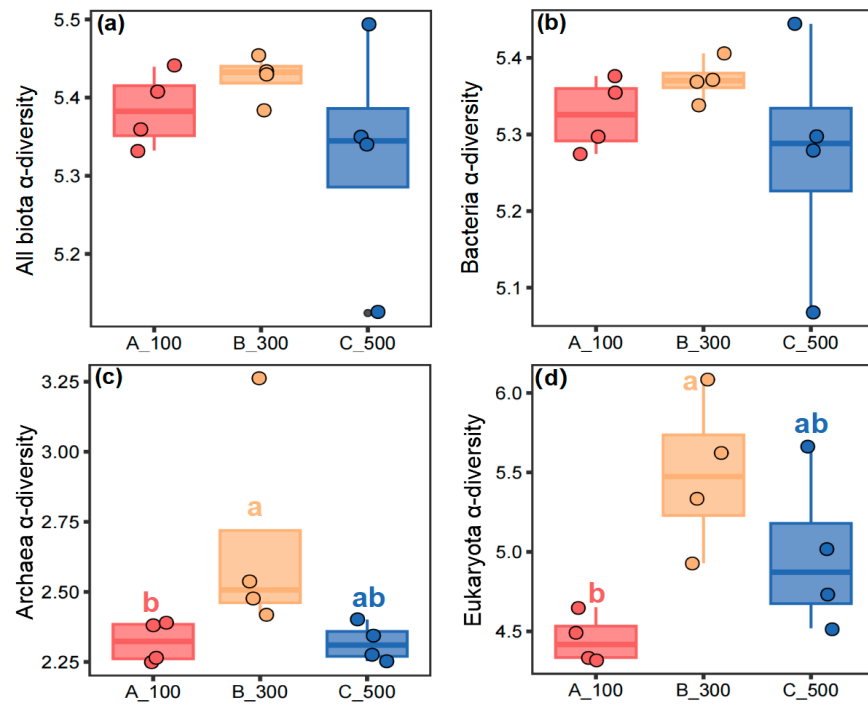 (a)
All biota α-diversity
5.5
5.4
5.3
5.2
A_100 B_300 C_500
(b)
Bacteria α-diversity
5.4
5.3
5.2
5.1
A_100 B_300 C_500
(c)
Archaea α-diversity
3.25
3.00
2.75
2.50
2.25
b
a
ab
A_100 B_300 C_500
(d)
Eukaryota α-diversity
6.0
5.5
5.0
4.5
b
a
ab
A_100 B_300 C_500